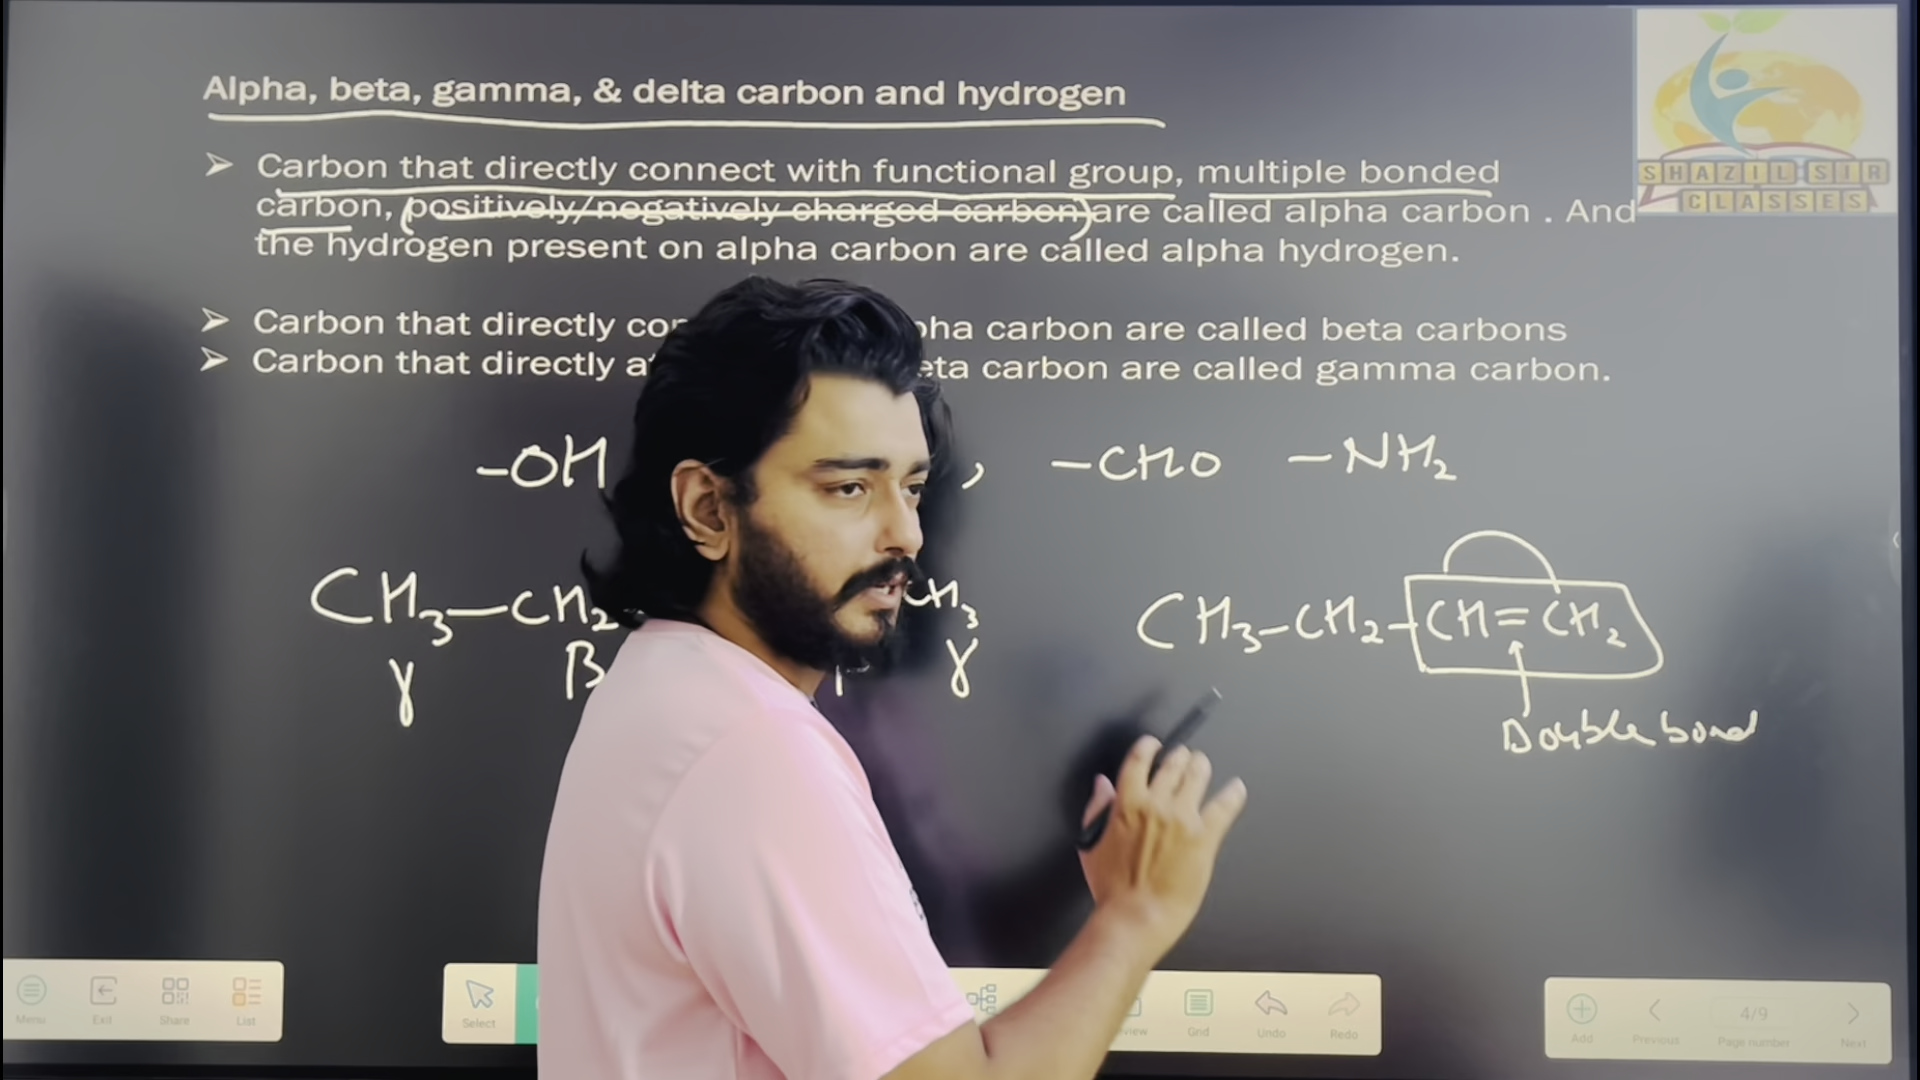 Alpha, beta, gamma, & delta carbon and hydrogen
➤ Carbon that directly connect with functional group, multiple bonded
carbon, (positively/negatively charged carbon) are called alpha carbon . And
the hydrogen present on alpha carbon are called alpha hydrogen.
➤ Carbon that directly pha carbon are called beta carbons
➤ Carbon that directly eta carbon are called gamma carbon.
-OH , -CHO -NH₂
CH₃-CH₂ CH₃ CH₃-CH₂-CH=CH₂
γ β γ
Double bond
SHAZIL SIR
CLASSES
Menu Exit Share List Select Grid Undo Redo Add Previous Page number Next
4/9